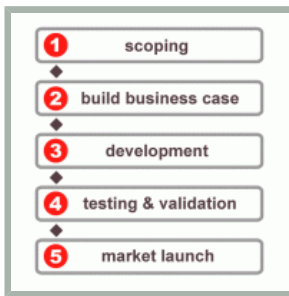 1 scoping
2 build business case
3 development
4 testing & validation
5 market launch